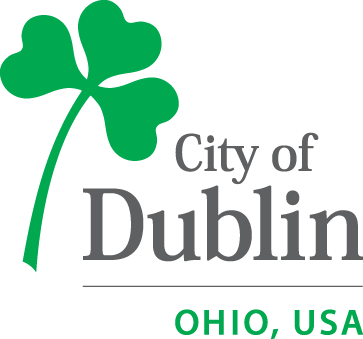 City of
Dublin
OHIO, USA